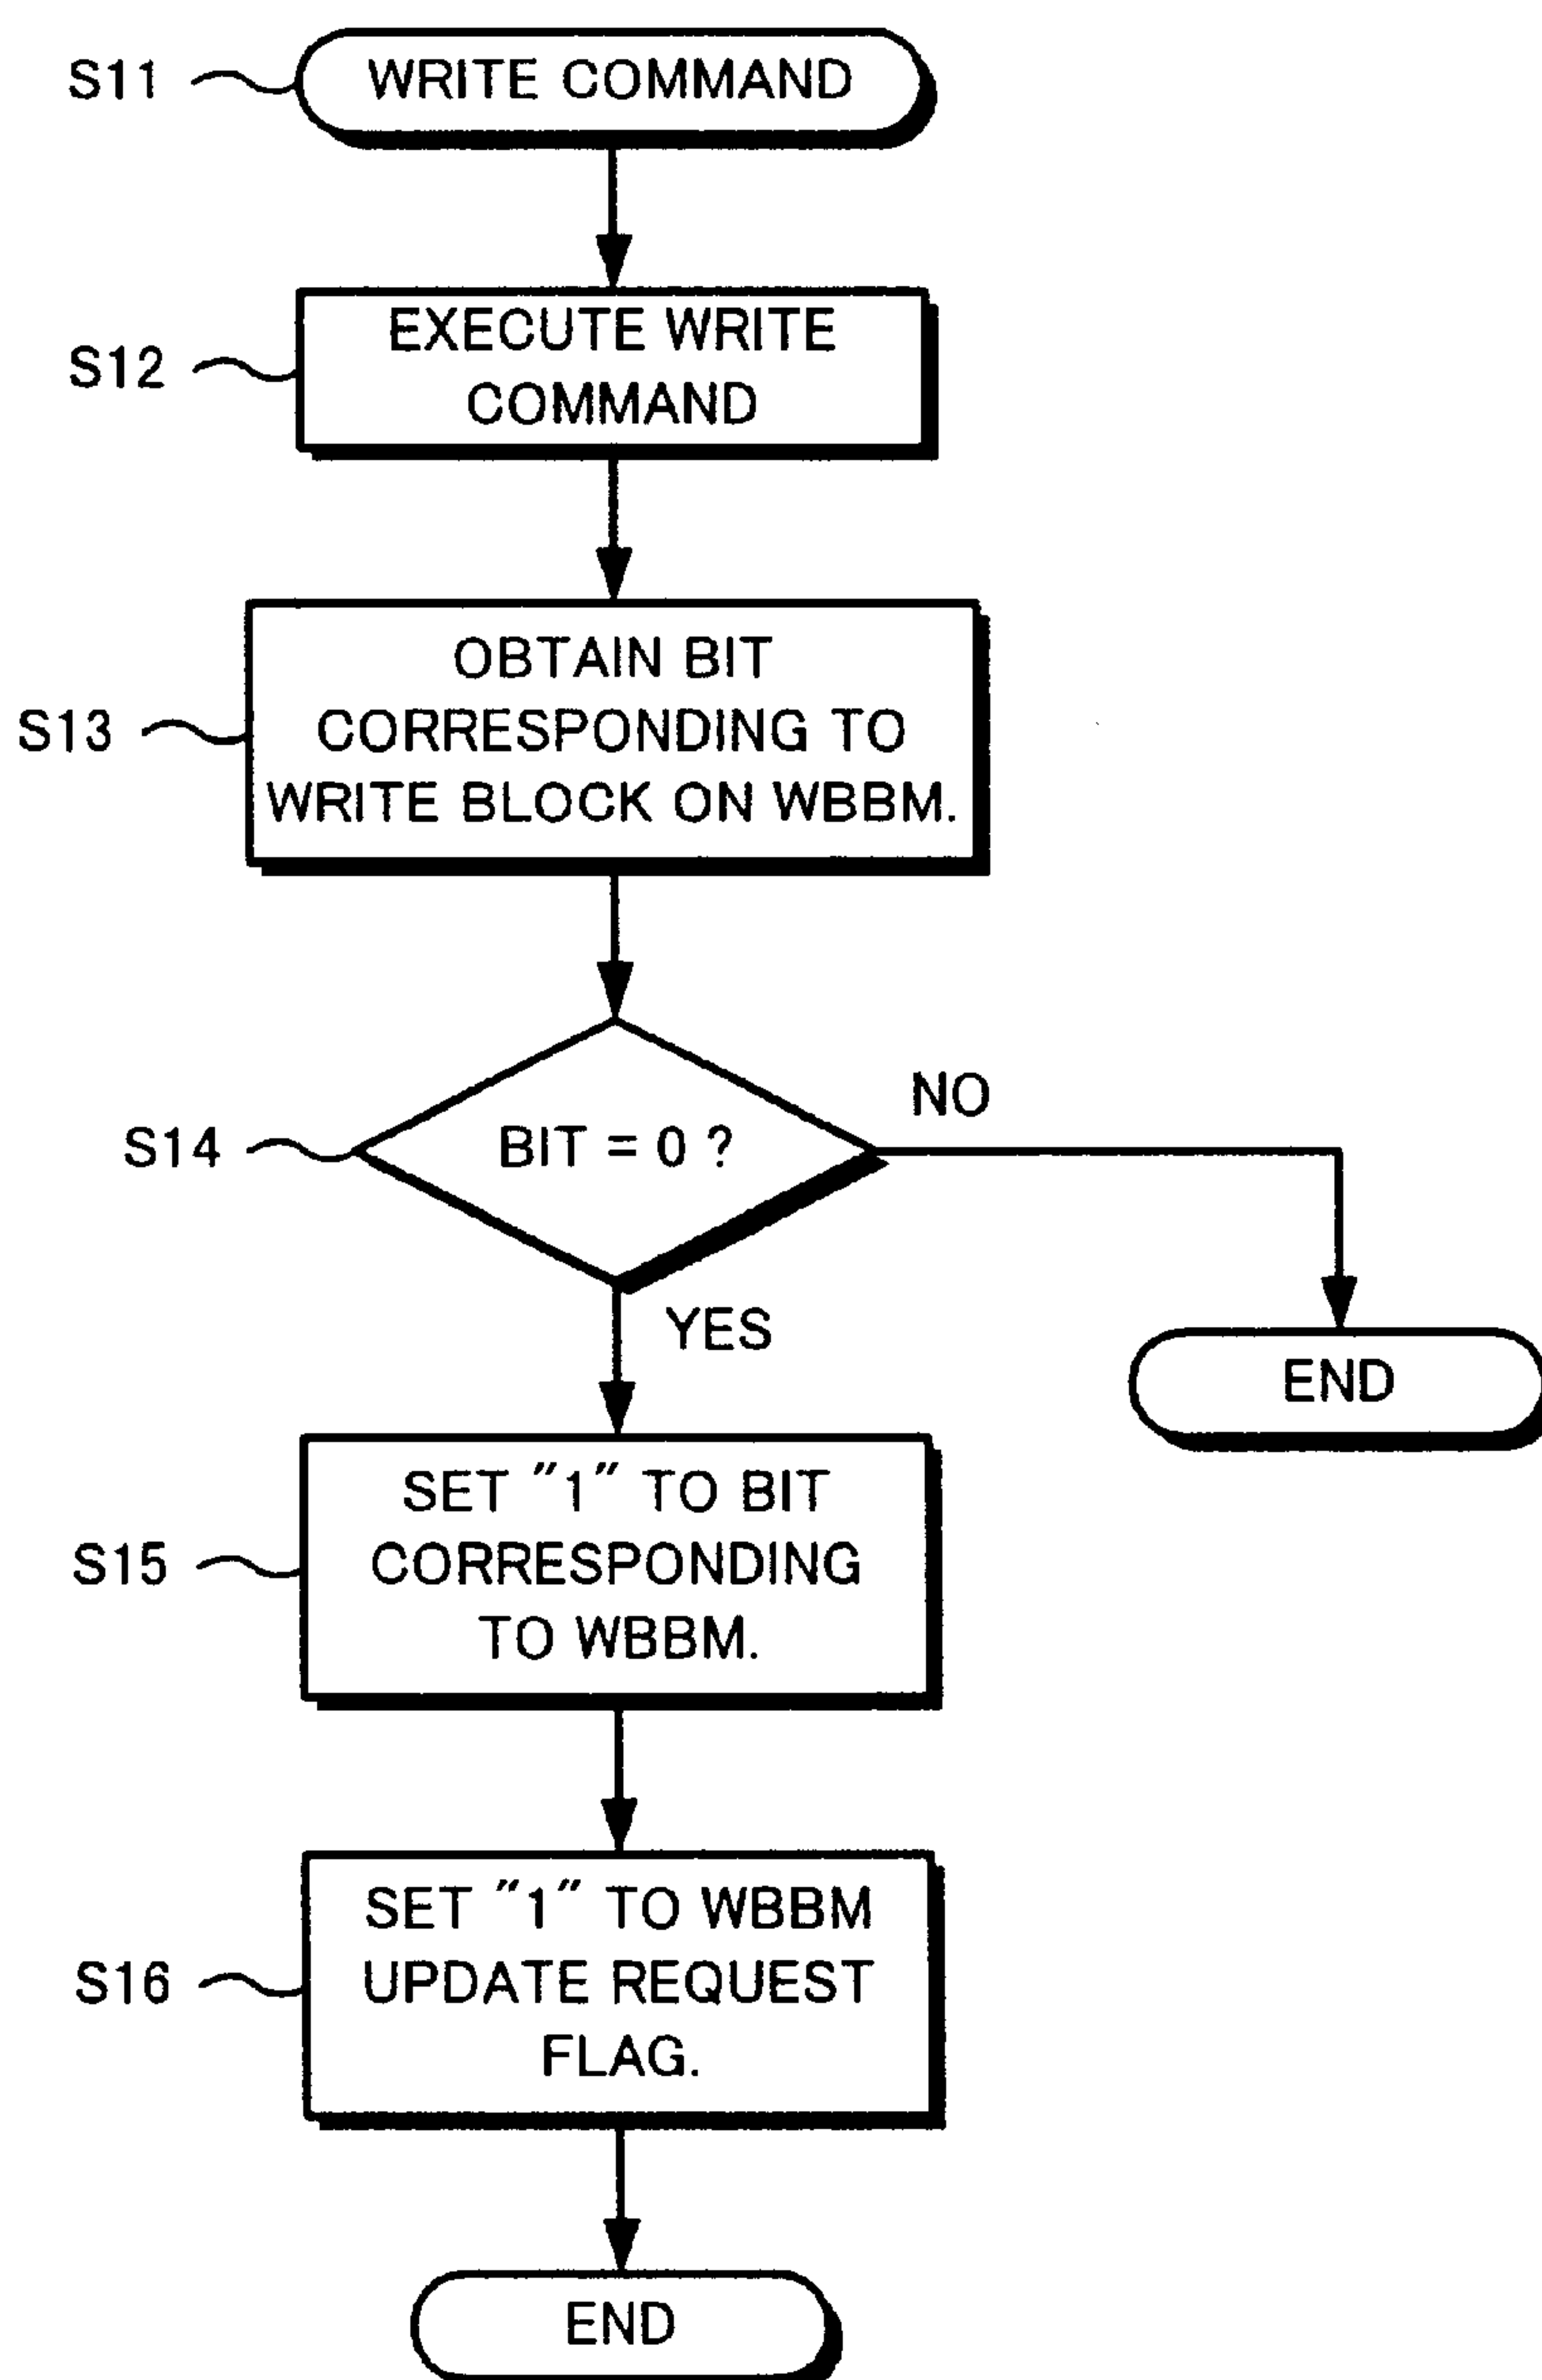 S11
WRITE COMMAND
S12
EXECUTE WRITE
COMMAND
S13
OBTAIN BIT
CORRESPONDING TO
WRITE BLOCK ON WBBM.
S14
BIT = 0 ?
NO
YES
END
S15
SET "1" TO BIT
CORRESPONDING
TO WBBM.
S16
SET "1" TO WBBM
UPDATE REQUEST
FLAG.
END